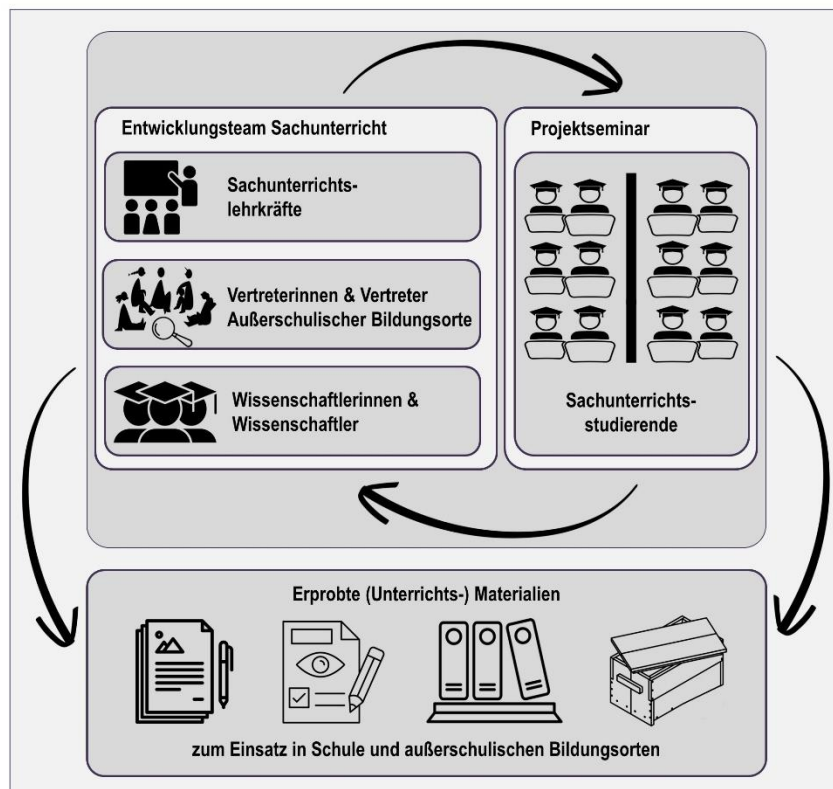 Entwicklungsteam Sachunterricht
Sachunterrichts-
lehrkräfte
Vertreterinnen & Vertreter
Außerschulischer Bildungsorte
Wissenschaftlerinnen &
Wissenschaftler
Projektseminar
Sachunterrichts-
studierende
Erprobte (Unterrichts-) Materialien
zum Einsatz in Schule und außerschulischen Bildungsorten